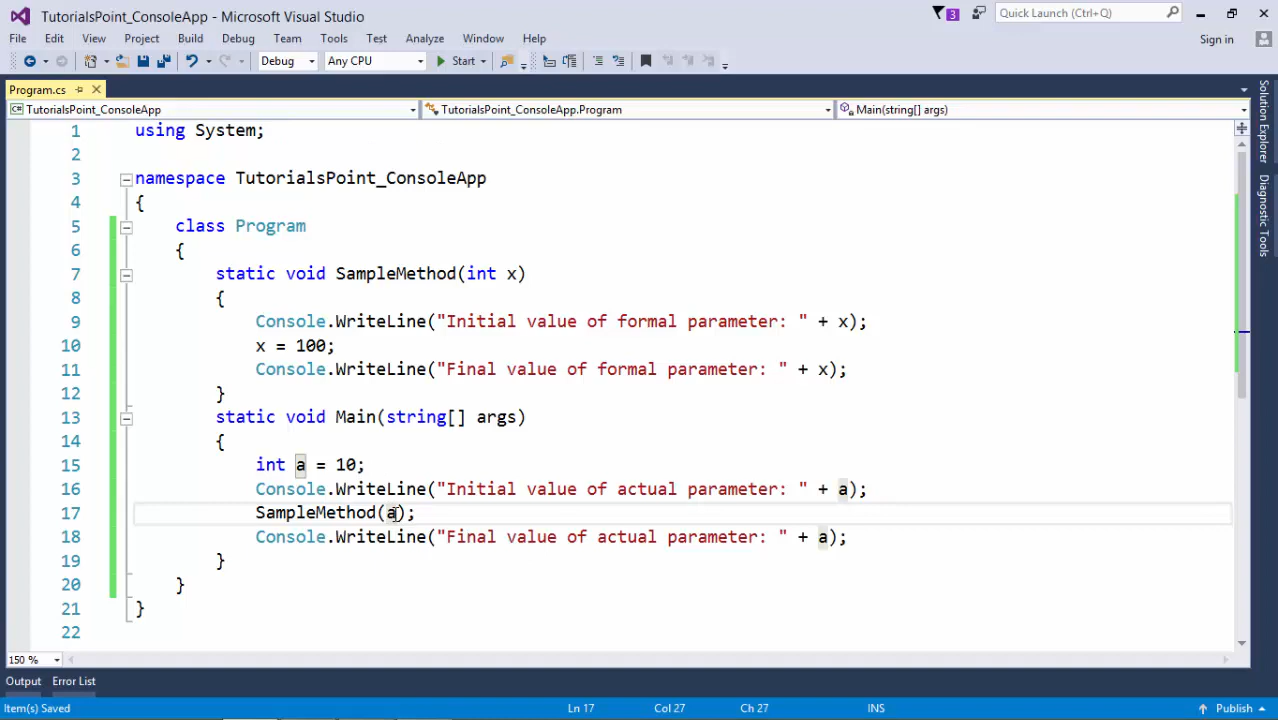 TutorialsPoint_ConsoleApp - Microsoft Visual Studio
3
Quick Launch (Ctrl+Q)
File Edit View Project Build Debug Team Tools Test Analyze Window Help
Sign in
Debug Any CPU Start
Program.cs
TutorialsPoint_ConsoleApp TutorialsPoint_ConsoleApp.Program Main(string[] args)
1 using System;
2
3 namespace TutorialsPoint_ConsoleApp
4 {
5 class Program
6 {
7 static void SampleMethod(int x)
8 {
9 Console.WriteLine("Initial value of formal parameter: " + x);
10 x = 100;
11 Console.WriteLine("Final value of formal parameter: " + x);
12 }
13 static void Main(string[] args)
14 {
15 int a = 10;
16 Console.WriteLine("Initial value of actual parameter: " + a);
17 SampleMethod(a);
18 Console.WriteLine("Final value of actual parameter: " + a);
19 }
20 }
21 }
22
Solution Explorer
Diagnostic Tools
150 %
Output Error List
Item(s) Saved Ln 17 Col 27 Ch 27 INS Publish